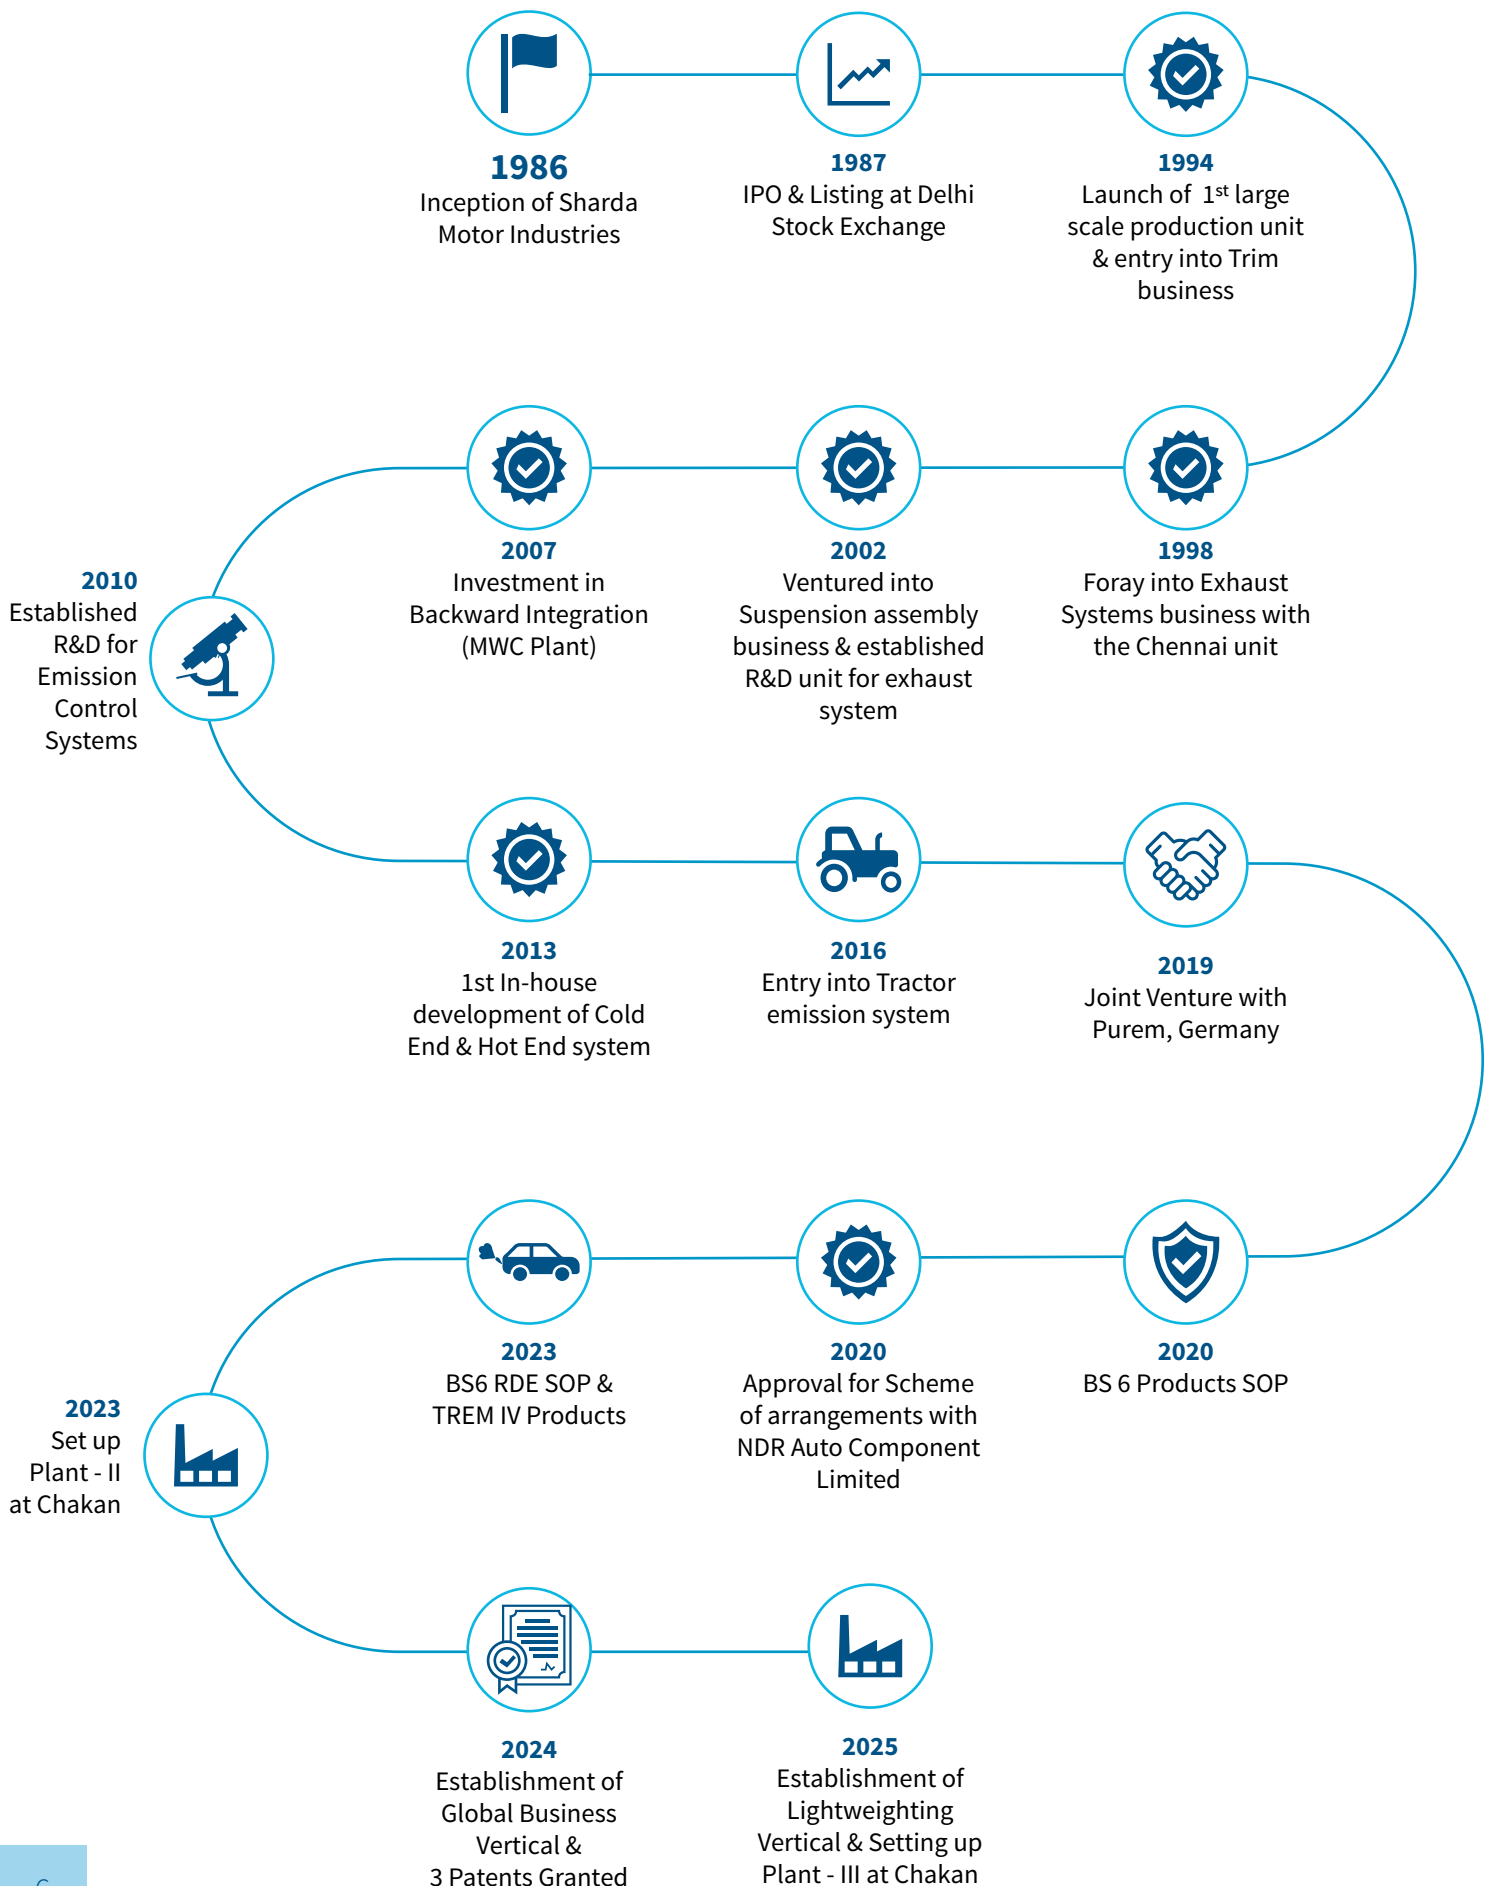 1986
Inception of Sharda
Motor Industries
1987
IPO & Listing at Delhi
Stock Exchange
1994
Launch of 1st large
scale production unit
& entry into Trim
business
1998
Foray into Exhaust
Systems business with
the Chennai unit
2002
Ventured into
Suspension assembly
business & established
R&D unit for exhaust
system
2007
Investment in
Backward Integration
(MWC Plant)
2010
Established
R&D for
Emission
Control
Systems
2013
1st In-house
development of Cold
End & Hot End system
2016
Entry into Tractor
emission system
2019
Joint Venture with
Purem, Germany
2020
BS 6 Products SOP
2020
Approval for Scheme
of arrangements with
NDR Auto Component
Limited
2023
BS6 RDE SOP &
TREM IV Products
2023
Set up
Plant - II
at Chakan
2024
Establishment of
Global Business
Vertical &
3 Patents Granted
2025
Establishment of
Lightweighting
Vertical & Setting up
Plant - III at Chakan